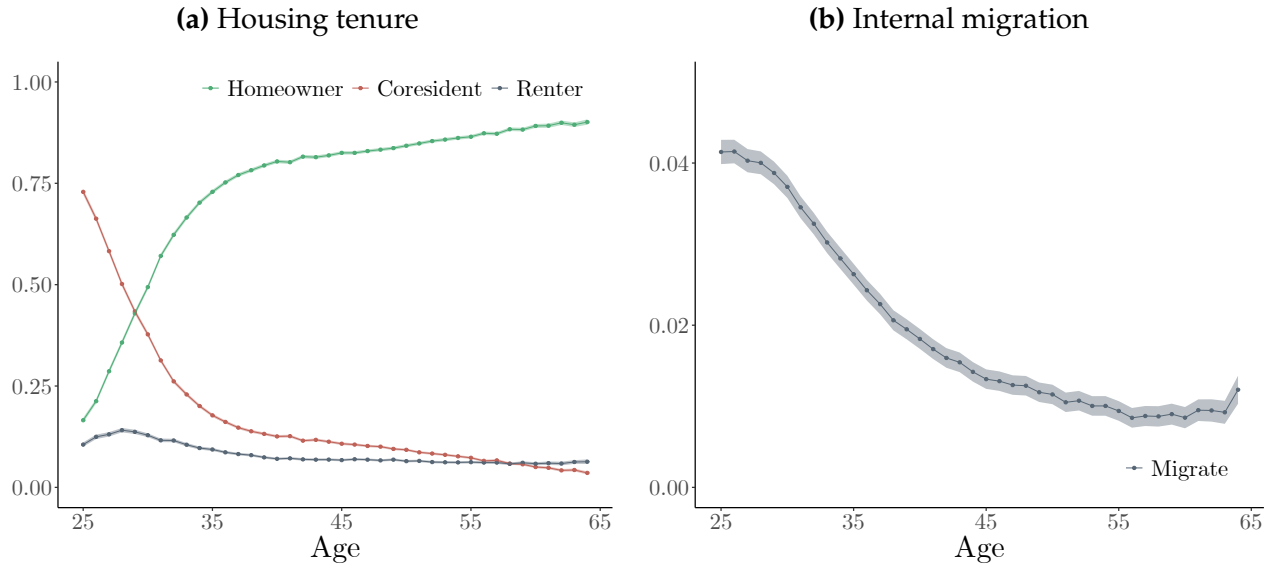 (a) Housing tenure
1.00
0.75
0.50
0.25
0.00
Homeowner Coresident Renter
25 35 45 55 65
Age
(b) Internal migration
0.04
0.02
0.00
Migrate
25 35 45 55 65
Age